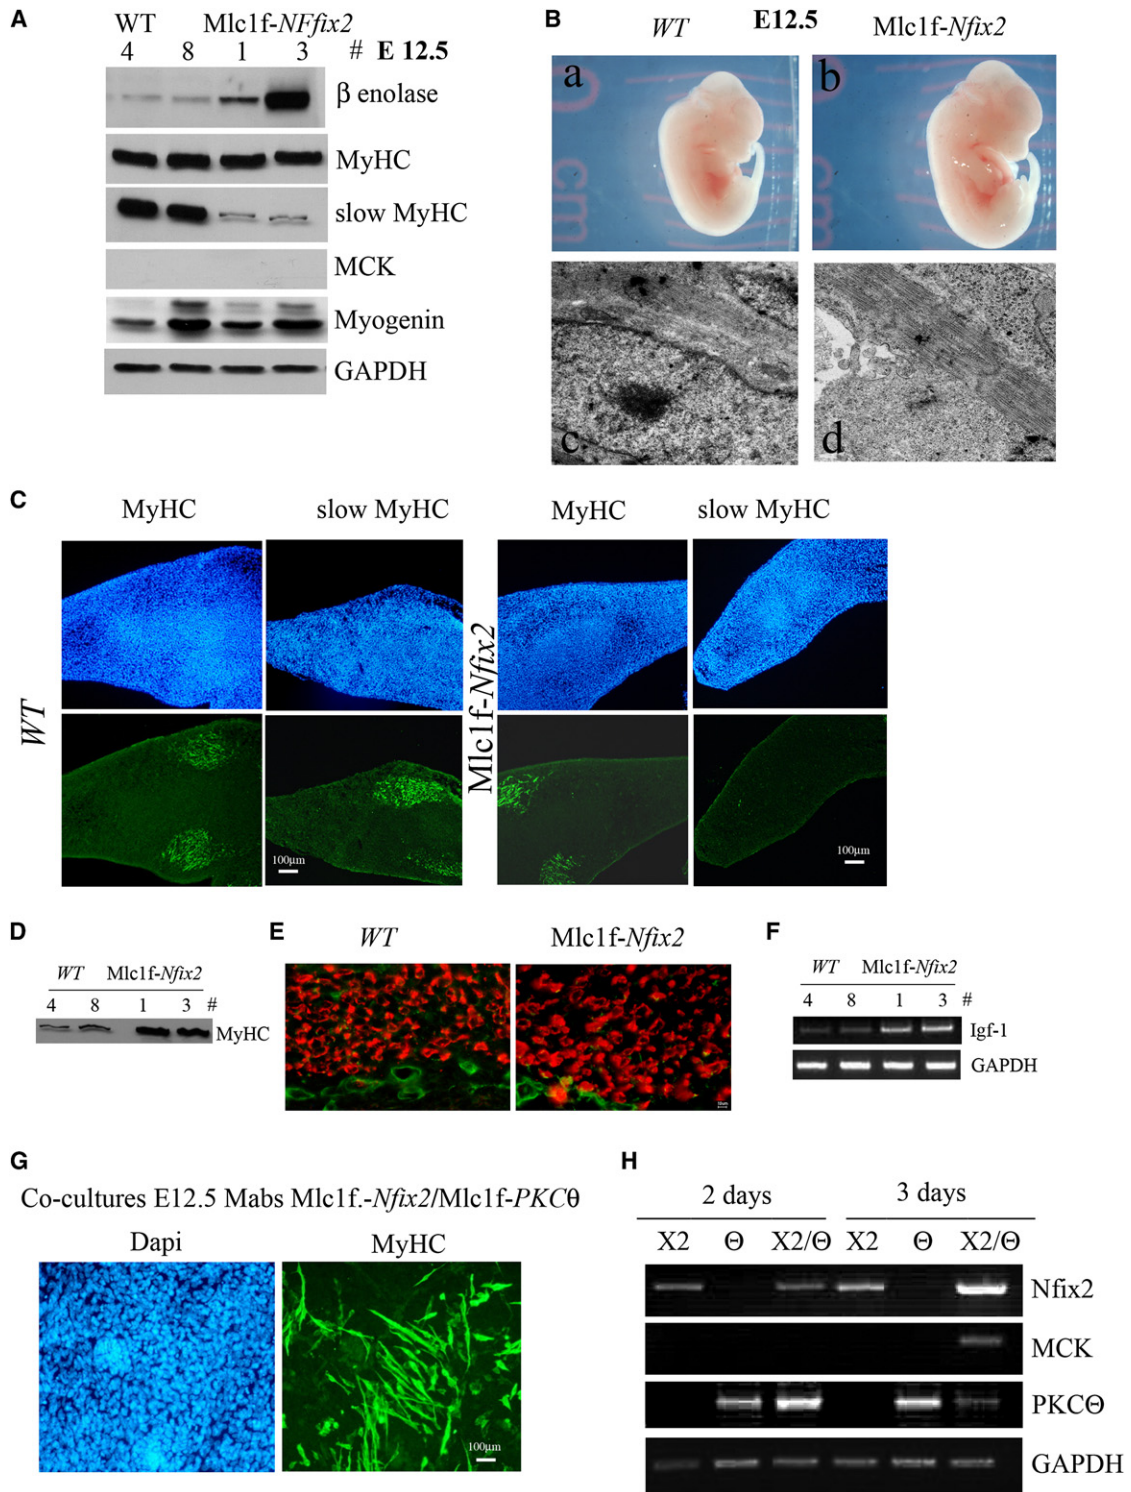 A
WT Mlc1f-NFfix2
4 8 1 3 # E 12.5
β enolase
MyHC
slow MyHC
MCK
Myogenin
GAPDH
B
WT E12.5 Mlc1f-Nfix2
a b
cm
c d
C
MyHC slow MyHC MyHC slow MyHC
WT
Mlc1f-Nfix2
100µm
100µm
D
WT Mlc1f-Nfix2
4 8 1 3 #
MyHC
E
WT Mlc1f-Nfix2
F
WT Mlc1f-Nfix2
4 8 1 3 #
Igf-1
GAPDH
G
Co-cultures E12.5 Mabs Mlc1f.-Nfix2/Mlc1f-PKCθ
Dapi MyHC
100µm
H
2 days 3 days
X2 Θ X2/Θ X2 Θ X2/Θ
Nfix2
MCK
PKCΘ
GAPDH